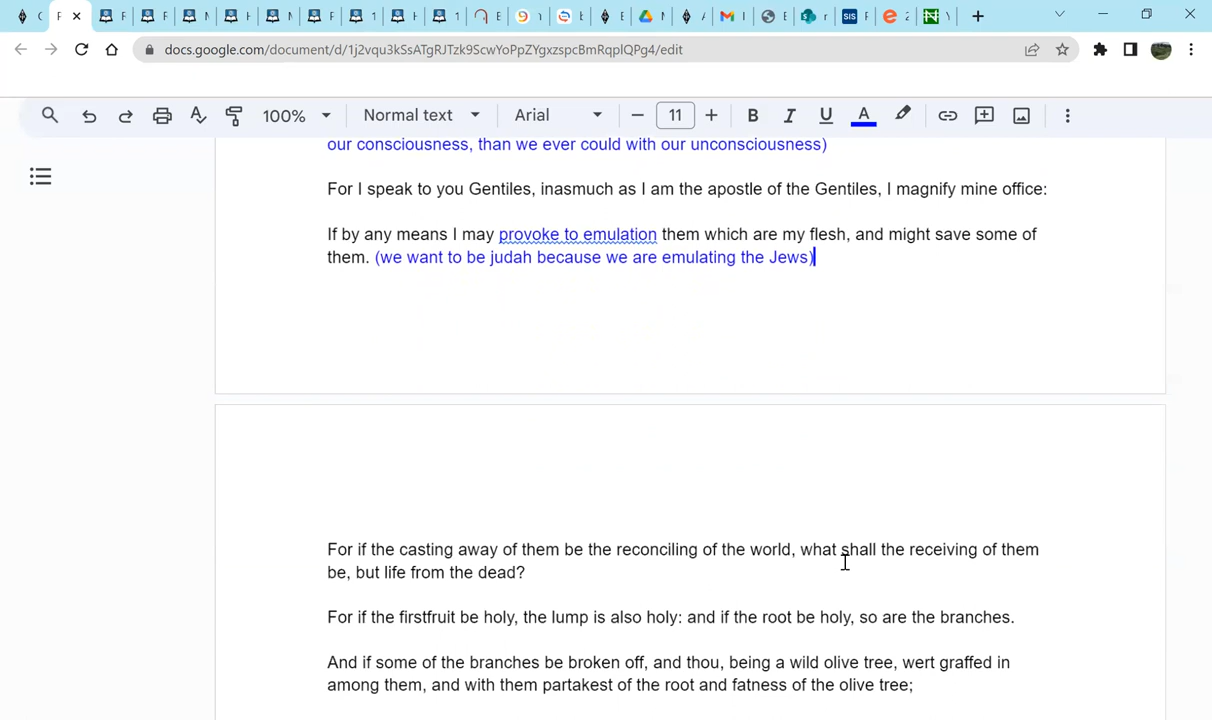 docs.google.com/document/d/1j2vqu3kSsATgRJTzk9ScwYoPpZYgxzspcBmRqplQPg4/edit
100% Normal text Arial 11 B I U A
our consciousness, than we ever could with our unconsciousness)
For I speak to you Gentiles, inasmuch as I am the apostle of the Gentiles, I magnify mine office:
If by any means I may provoke to emulation them which are my flesh, and might save some of
them. (we want to be judah because we are emulating the Jews)
For if the casting away of them be the reconciling of the world, what shall the receiving of them
be, but life from the dead?
For if the firstfruit be holy, the lump is also holy: and if the root be holy, so are the branches.
And if some of the branches be broken off, and thou, being a wild olive tree, wert graffed in
among them, and with them partakest of the root and fatness of the olive tree;